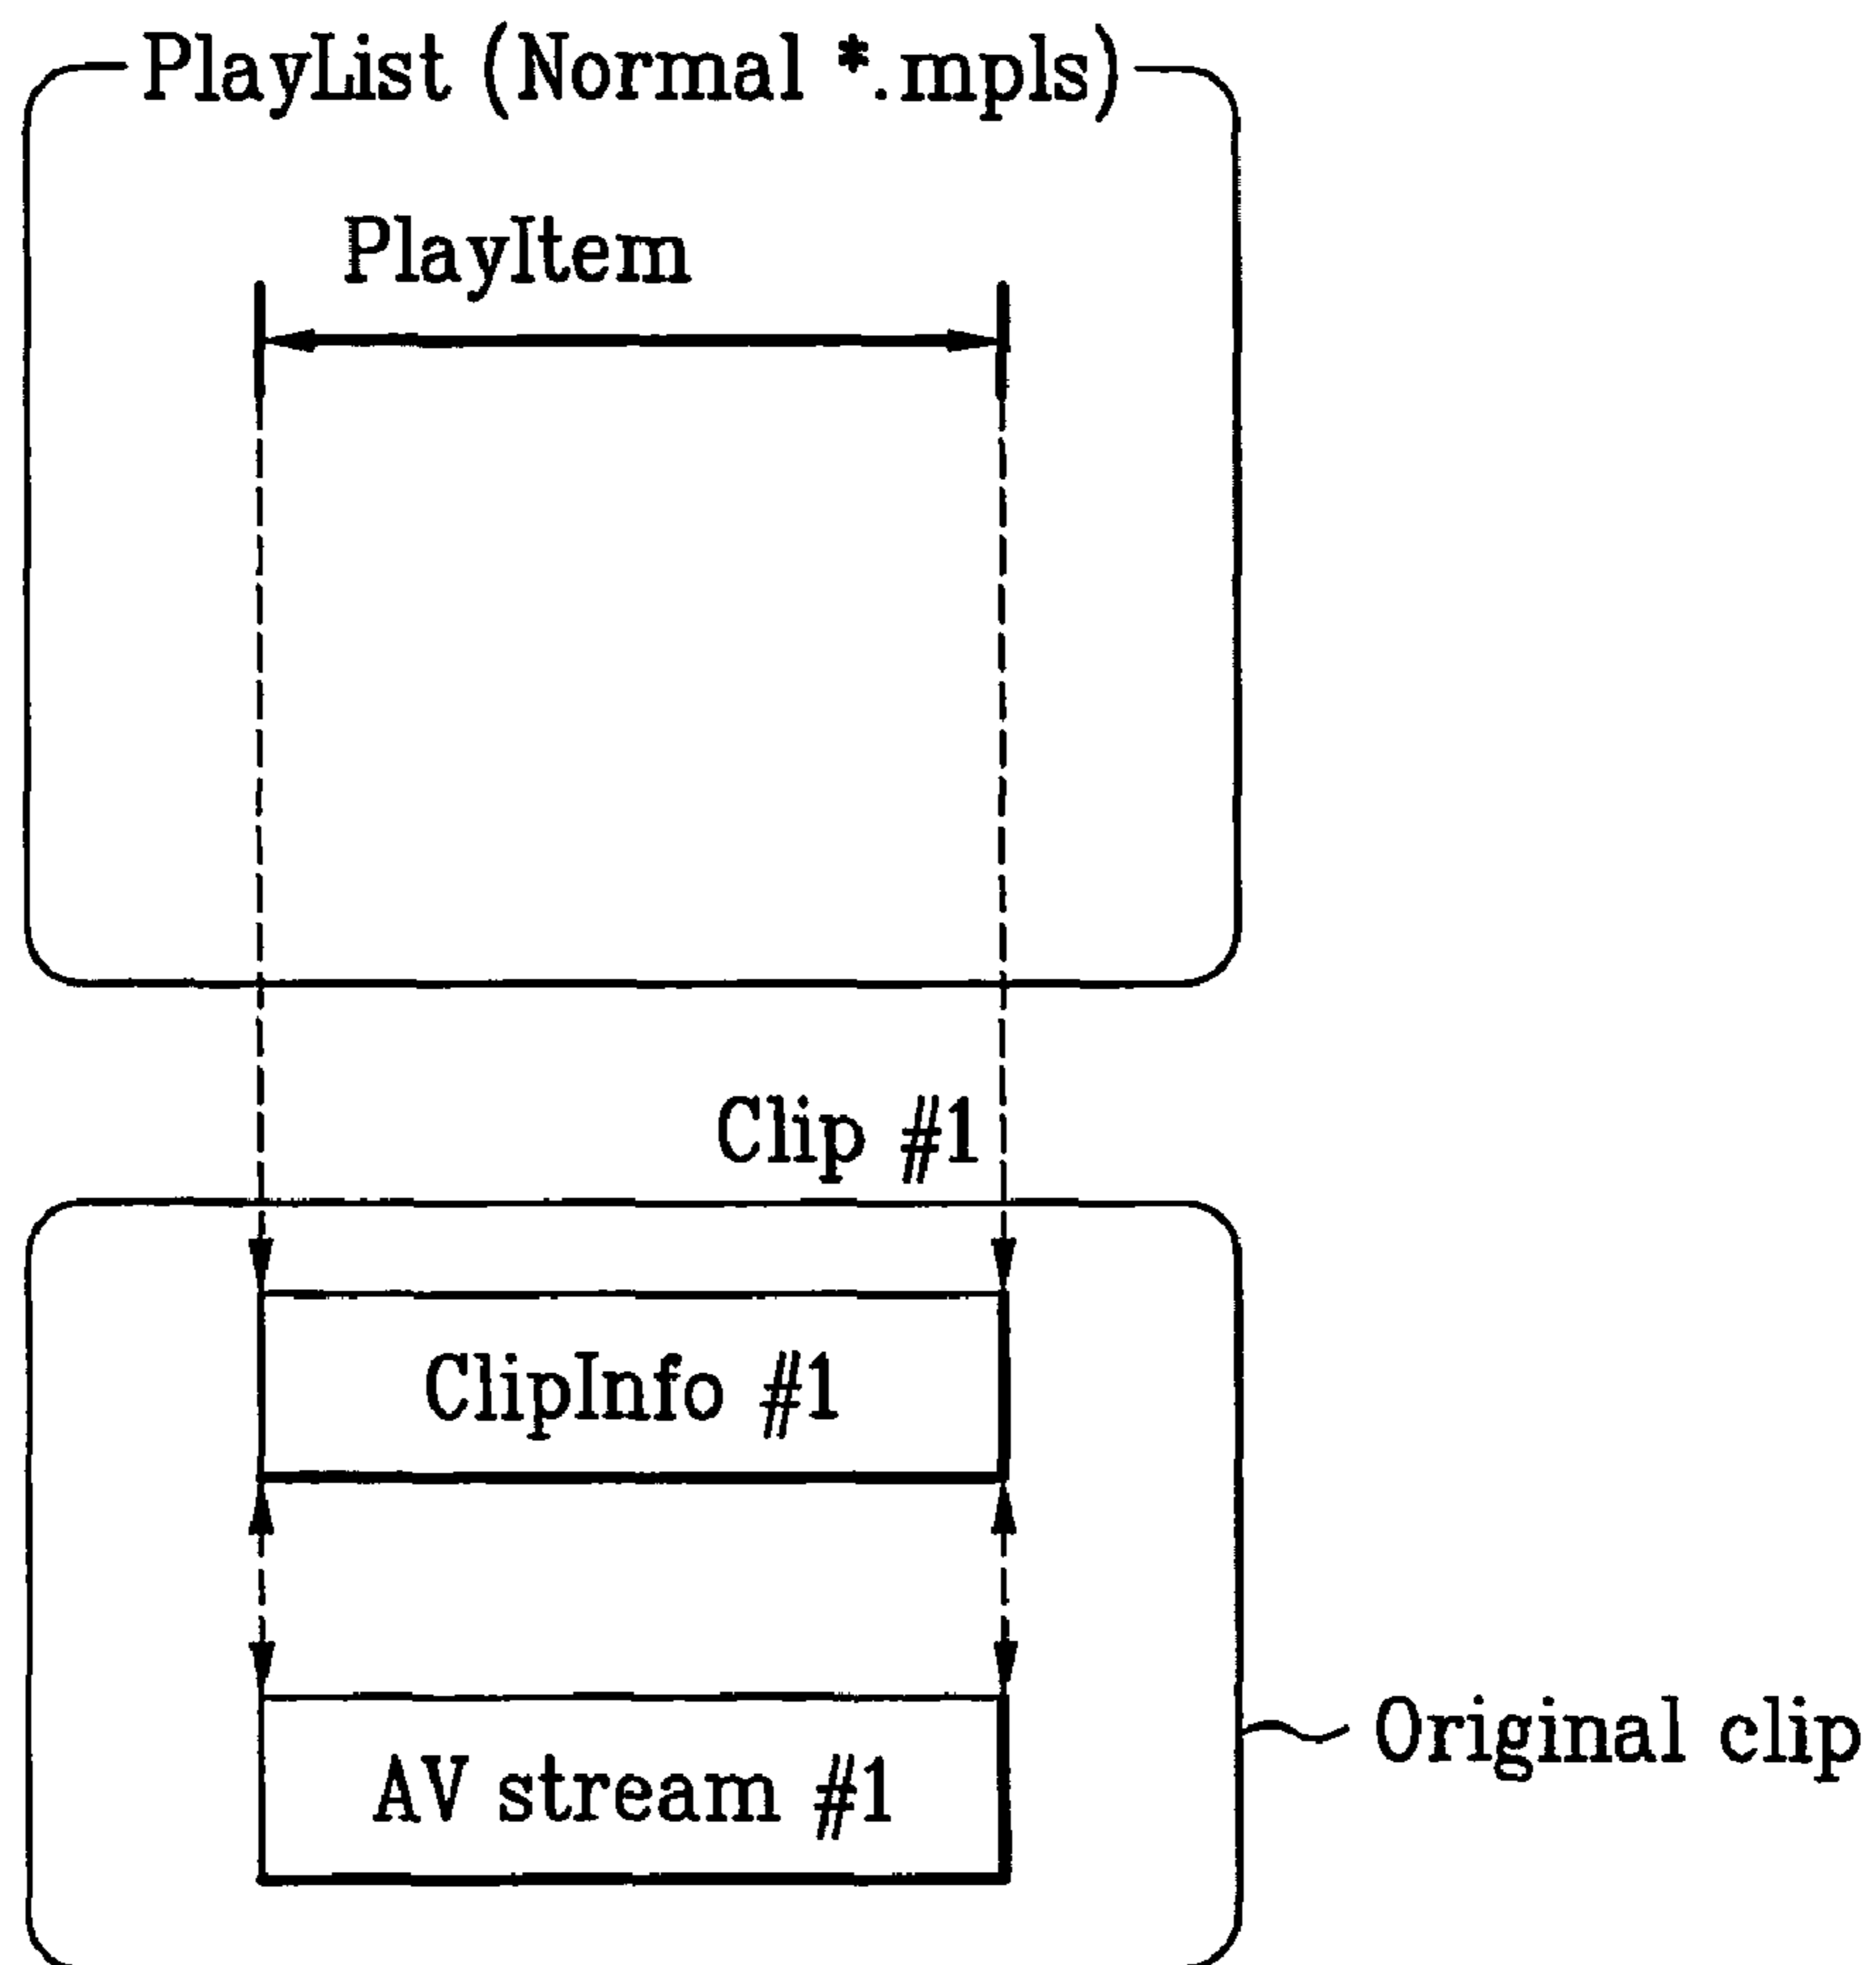 PlayList (Normal *.mpls)
PlayItem
Clip #1
ClipInfo #1
Original clip
AV stream #1